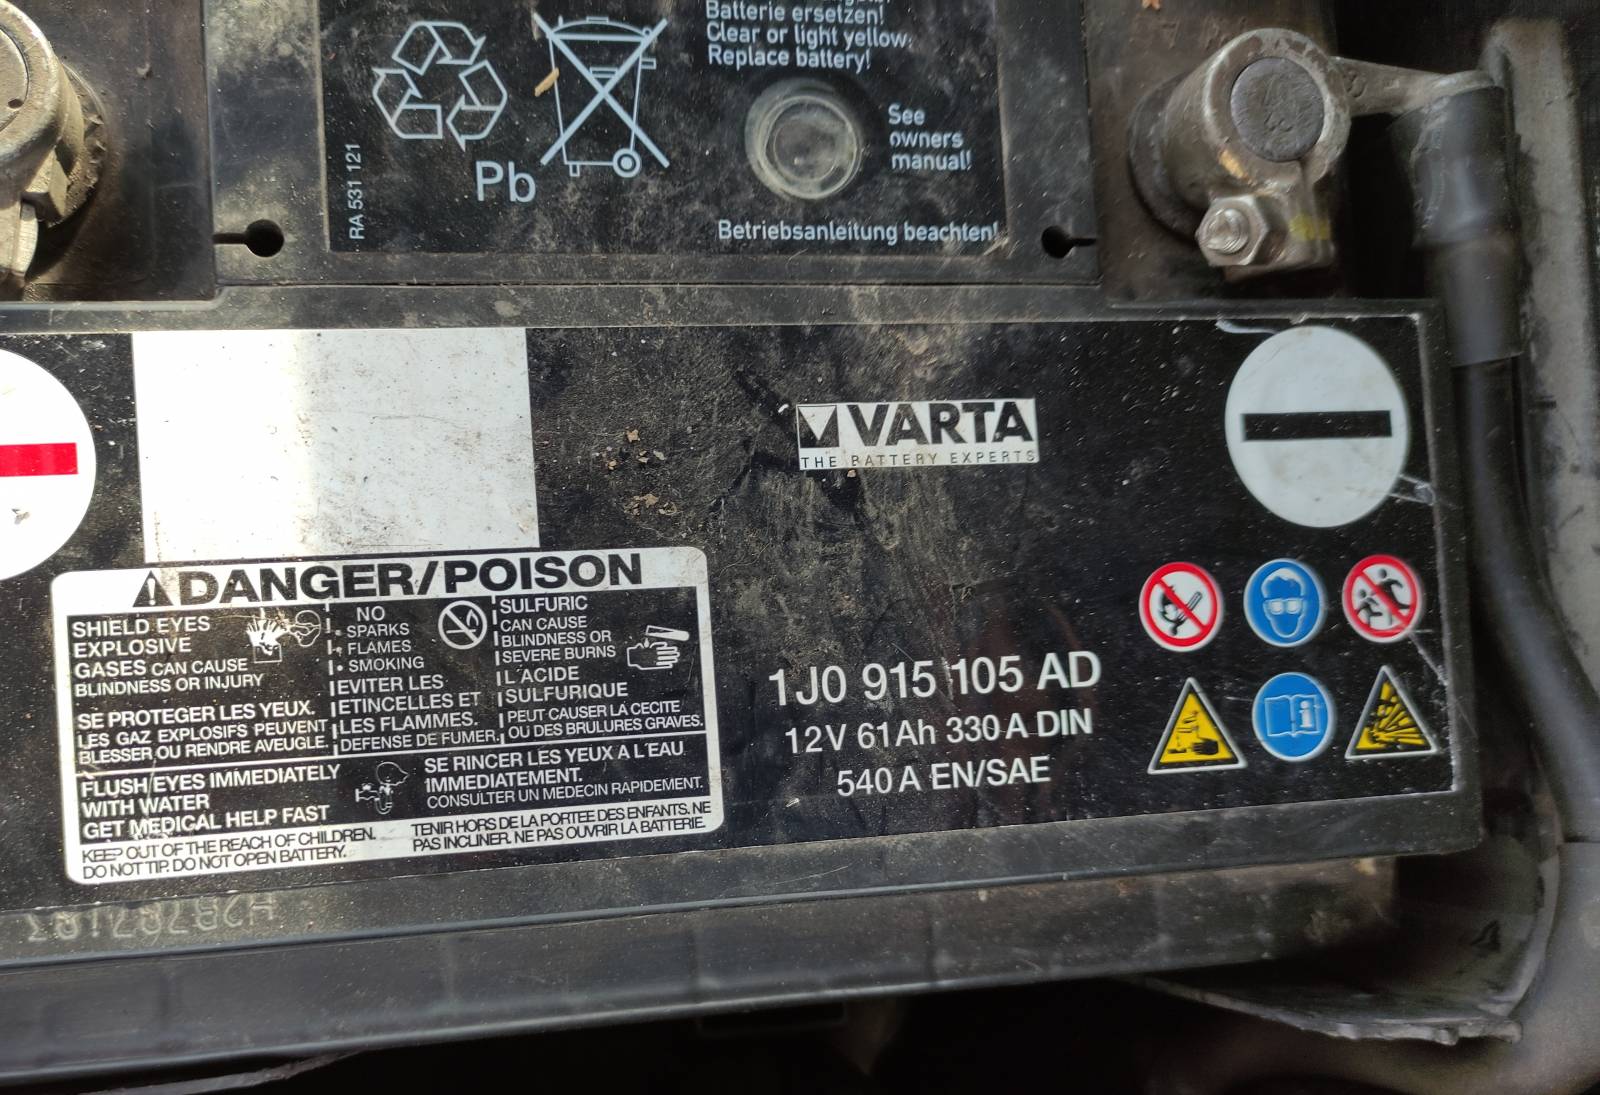 Batterie ersetzen!
Clear or light yellow:
Replace battery!
See
owners
manual!
Pb
RA 531 121
Betriebsanleitung beachten!
VARTA
THE BATTERY EXPERTS
DANGER/POISON
SHIELD EYES
EXPLOSIVE
GASES CAN CAUSE
BLINDNESS OR INJURY
SE PROTEGER LES YEUX.
LES GAZ EXPLOSIFS PEUVENT
BLESSER OU RENDRE AVEUGLE.
NO
• SPARKS
• FLAMES
• SMOKING
EVITER LES
ETINCELLES ET
LES FLAMMES.
DEFENSE DE FUMER.
SULFURIC
CAN CAUSE
BLINDNESS OR
SEVERE BURNS
L'ACIDE
SULFURIQUE
PEUT CAUSER LA CECITE
OU DES BRULURES GRAVES.
FLUSH EYES IMMEDIATELY
WITH WATER
GET MEDICAL HELP FAST
SE RINCER LES YEUX A L'EAU
IMMEDIATEMENT.
CONSULTER UN MEDECIN RAPIDEMENT.
KEEP OUT OF THE REACH OF CHILDREN.
DO NOT TIP. DO NOT OPEN BATTERY.
TENIR HORS DE LA PORTEE DES ENFANTS. NE
PAS INCLINER. NE PAS OUVRIR LA BATTERIE.
1J0 915 105 AD
12V 61Ah 330 A DIN
540 A EN/SAE